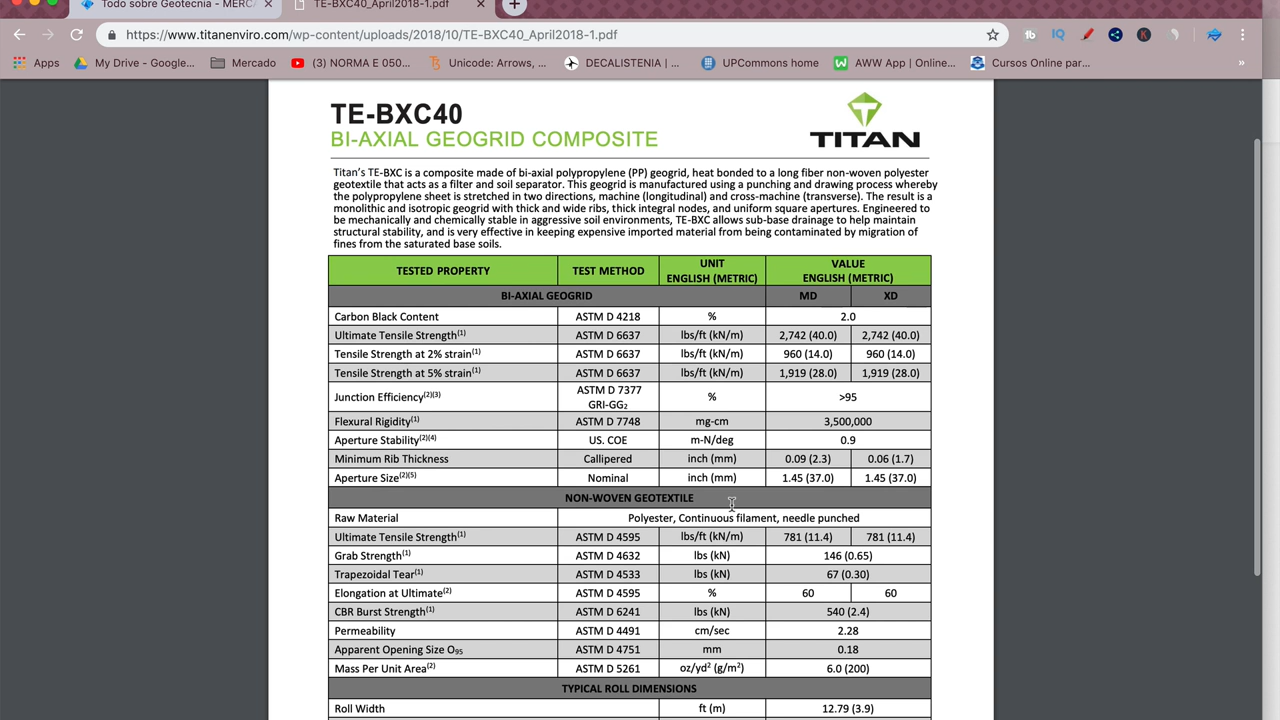 Todo sobre Geotecnia - MERC
TE-BXC40_April2018-1.pdf
https://www.titanenviro.com/wp-content/uploads/2018/10/TE-BXC40_April2018-1.pdf
Apps My Drive - Google... Mercado (3) NORMA E 050... Unicode: Arrows, ... DECALISTENIA | ... UPCommons home AWW App | Online... Cursos Online par... »
TE-BXC40
BI-AXIAL GEOGRID COMPOSITE
TITAN
Titan's TE-BXC is a composite made of bi-axial polypropylene (PP) geogrid, heat bonded to a long fiber non-woven polyester
geotextile that acts as a filter and soil separator. This geogrid is manufactured using a punching and drawing process whereby
the polypropylene sheet is stretched in two directions, machine (longitudinal) and cross-machine (transverse). The result is a
monolithic and isotropic geogrid with thick and wide ribs, thick integral nodes, and uniform square apertures. Engineered to
be mechanically and chemically stable in aggressive soil environments, TE-BXC allows sub-base drainage to help maintain
structural stability, and is very effective in keeping expensive imported material from being contaminated by migration of
fines from the saturated base soils.
TESTED PROPERTY TEST METHOD UNIT ENGLISH (METRIC) VALUE ENGLISH (METRIC)
BI-AXIAL GEOGRID MD XD
Carbon Black Content ASTM D 4218 % 2.0
Ultimate Tensile Strength(1) ASTM D 6637 lbs/ft (kN/m) 2,742 (40.0) 2,742 (40.0)
Tensile Strength at 2% strain(1) ASTM D 6637 lbs/ft (kN/m) 960 (14.0) 960 (14.0)
Tensile Strength at 5% strain(1) ASTM D 6637 lbs/ft (kN/m) 1,919 (28.0) 1,919 (28.0)
Junction Efficiency(2)(3) ASTM D 7377 GRI-GG2 % >95
Flexural Rigidity(1) ASTM D 7748 mg-cm 3,500,000
Aperture Stability(2)(4) US. COE m-N/deg 0.9
Minimum Rib Thickness Callipered inch (mm) 0.09 (2.3) 0.06 (1.7)
Aperture Size(2)(5) Nominal inch (mm) 1.45 (37.0) 1.45 (37.0)
NON-WOVEN GEOTEXTILE
Raw Material Polyester, Continuous filament, needle punched
Ultimate Tensile Strength(1) ASTM D 4595 lbs/ft (kN/m) 781 (11.4) 781 (11.4)
Grab Strength(1) ASTM D 4632 lbs (kN) 146 (0.65)
Trapezoidal Tear(1) ASTM D 4533 lbs (kN) 67 (0.30)
Elongation at Ultimate(2) ASTM D 4595 % 60 60
CBR Burst Strength(1) ASTM D 6241 lbs (kN) 540 (2.4)
Permeability ASTM D 4491 cm/sec 2.28
Apparent Opening Size O95 ASTM D 4751 mm 0.18
Mass Per Unit Area(2) ASTM D 5261 oz/yd² (g/m²) 6.0 (200)
TYPICAL ROLL DIMENSIONS
Roll Width ft (m) 12.79 (3.9)